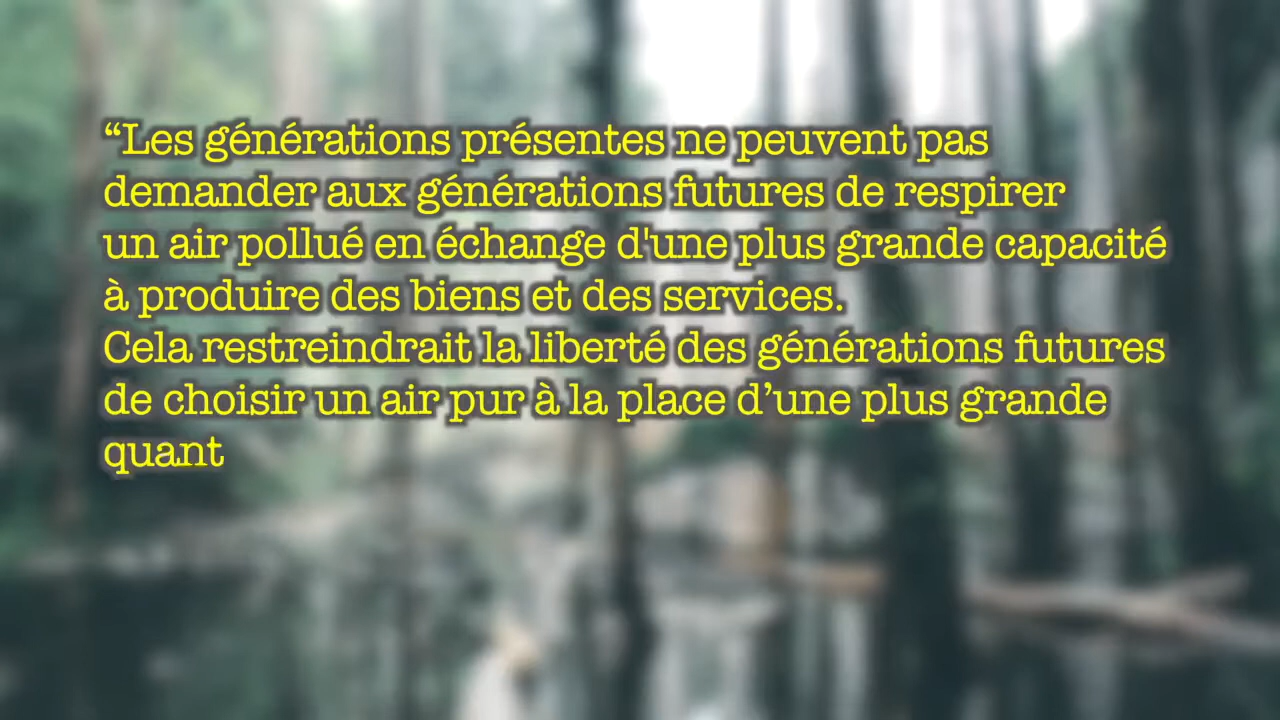 “Les générations présentes ne peuvent pas
demander aux générations futures de respirer
un air pollué en échange d'une plus grande capacité
à produire des biens et des services.
Cela restreindrait la liberté des générations futures
de choisir un air pur à la place d’une plus grande
quant